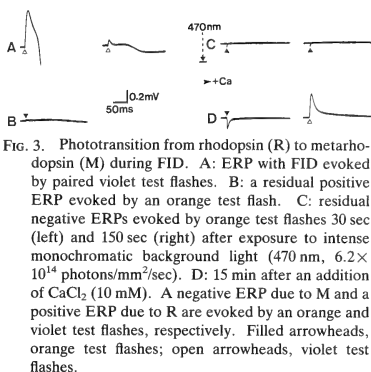 470nm
A
C
►+Ca
0.2mV
50ms
B
D
FIG. 3. Phototransition from rhodopsin (R) to metarho-
dopsin (M) during FID. A: ERP with FID evoked
by paired violet test flashes. B: a residual positive
ERP evoked by an orange test flash. C: residual
negative ERPs evoked by orange test flashes 30 sec
(left) and 150 sec (right) after exposure to intense
monochromatic background light (470 nm, 6.2×
10¹⁴ photons/mm²/sec). D: 15 min after an addition
of CaCl₂ (10 mM). A negative ERP due to M and a
positive ERP due to R are evoked by an orange and
violet test flashes, respectively. Filled arrowheads,
orange test flashes; open arrowheads, violet test
flashes.